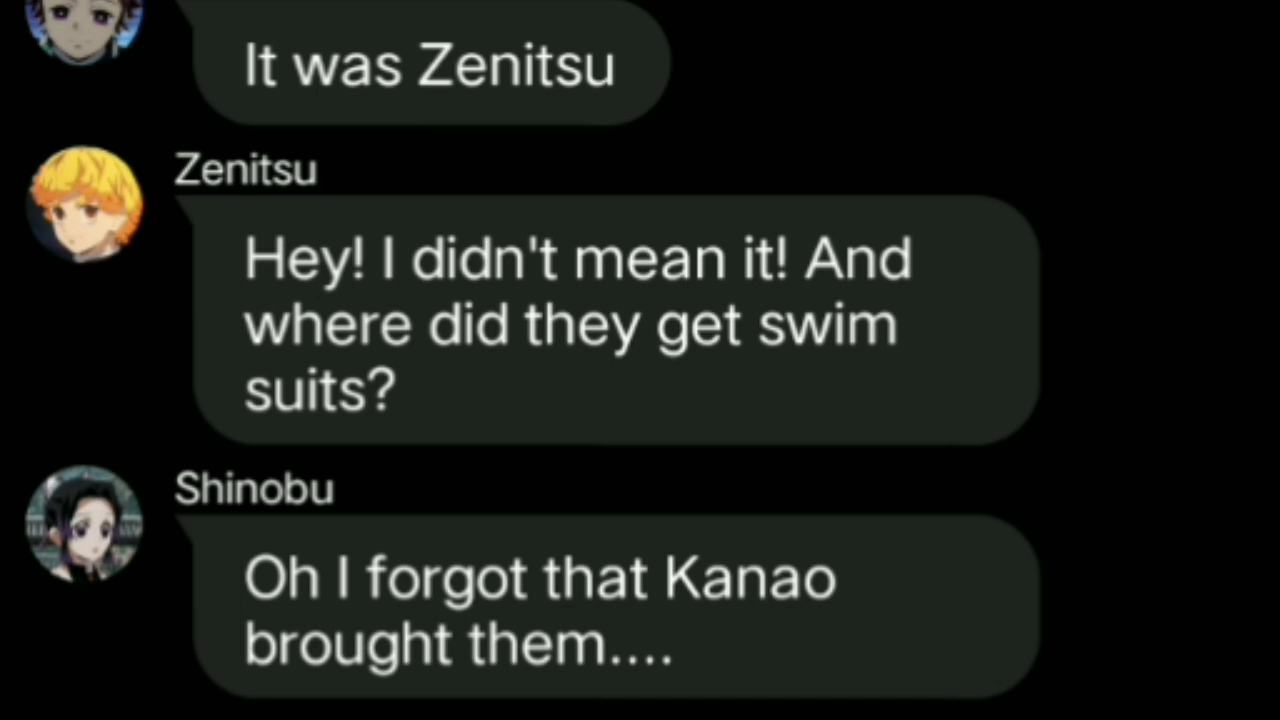 It was Zenitsu
Zenitsu
Hey! I didn't mean it! And
where did they get swim
suits?
Shinobu
Oh I forgot that Kanao
brought them....